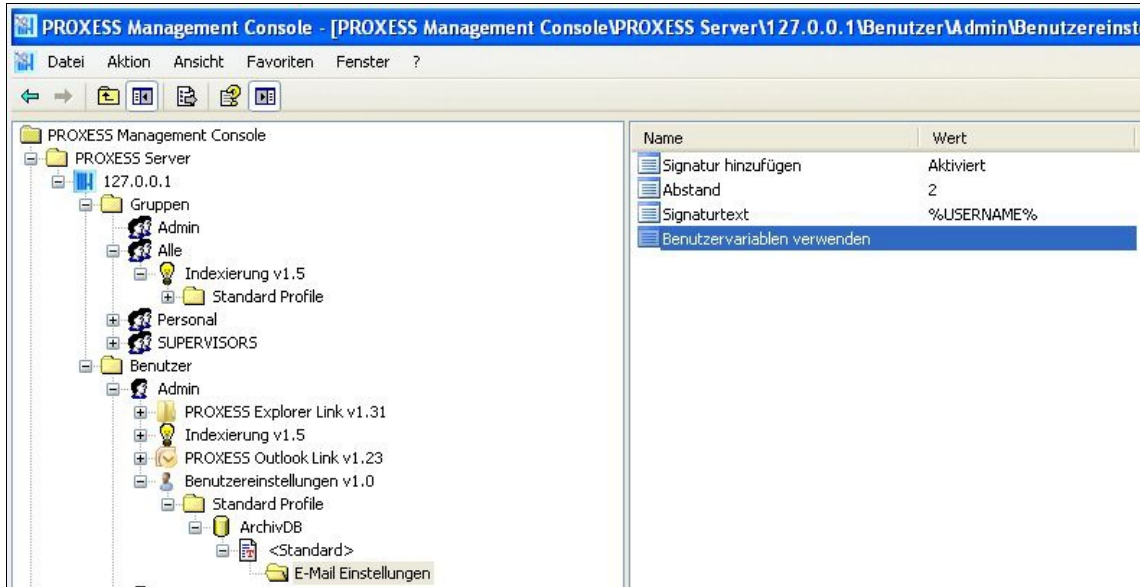 PROXESS Management Console - [PROXESS Management Console\PROXESS Server\127.0.0.1\Benutzer\Admin\Benutzereinst
Datei Aktion Ansicht Favoriten Fenster ?
PROXESS Management Console
PROXESS Server
127.0.0.1
Gruppen
Admin
Alle
Indexierung v1.5
Standard Profile
Personal
SUPERVISORS
Benutzer
Admin
PROXESS Explorer Link v1.31
Indexierung v1.5
PROXESS Outlook Link v1.23
Benutzereinstellungen v1.0
Standard Profile
ArchivDB
<Standard>
E-Mail Einstellungen
Name Wert
Signatur hinzufügen Aktiviert
Abstand 2
Signaturtext %USERNAME%
Benutzervariablen verwenden